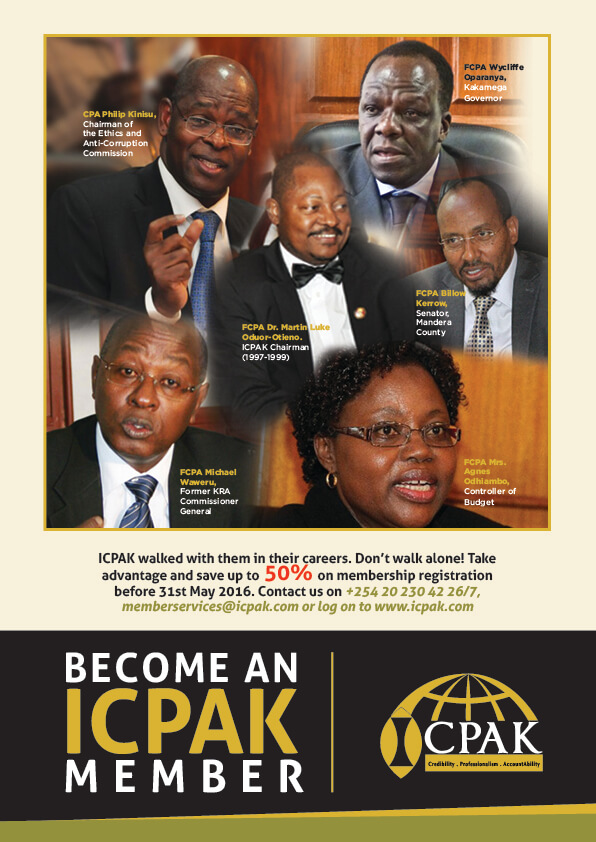 CPA Philip Kinisu,
Chairman of
the Ethics and
Anti-Corruption
Commission
FCPA Wycliffe
Oparanya,
Kakamega
Governor
FCPA Billow
Kerrow,
Senator,
Mandera
County
FCPA Dr. Martin Luke
Oduor-Otieno.
ICPAK Chairman
(1997-1999)
FCPA Michael
Waweru,
Former KRA
Commissioner
General
FCPA Mrs.
Agnes
Odhiambo,
Controller of
Budget
ICPAK walked with them in their careers. Don't walk alone! Take
advantage and save up to 50% on membership registration
before 31st May 2016. Contact us on +254 20 230 42 26/7,
memberservices@icpak.com or log on to www.icpak.com
BECOME AN
ICPAK
MEMBER
ICPAK
Credibility . Professionalism . AccountAbility